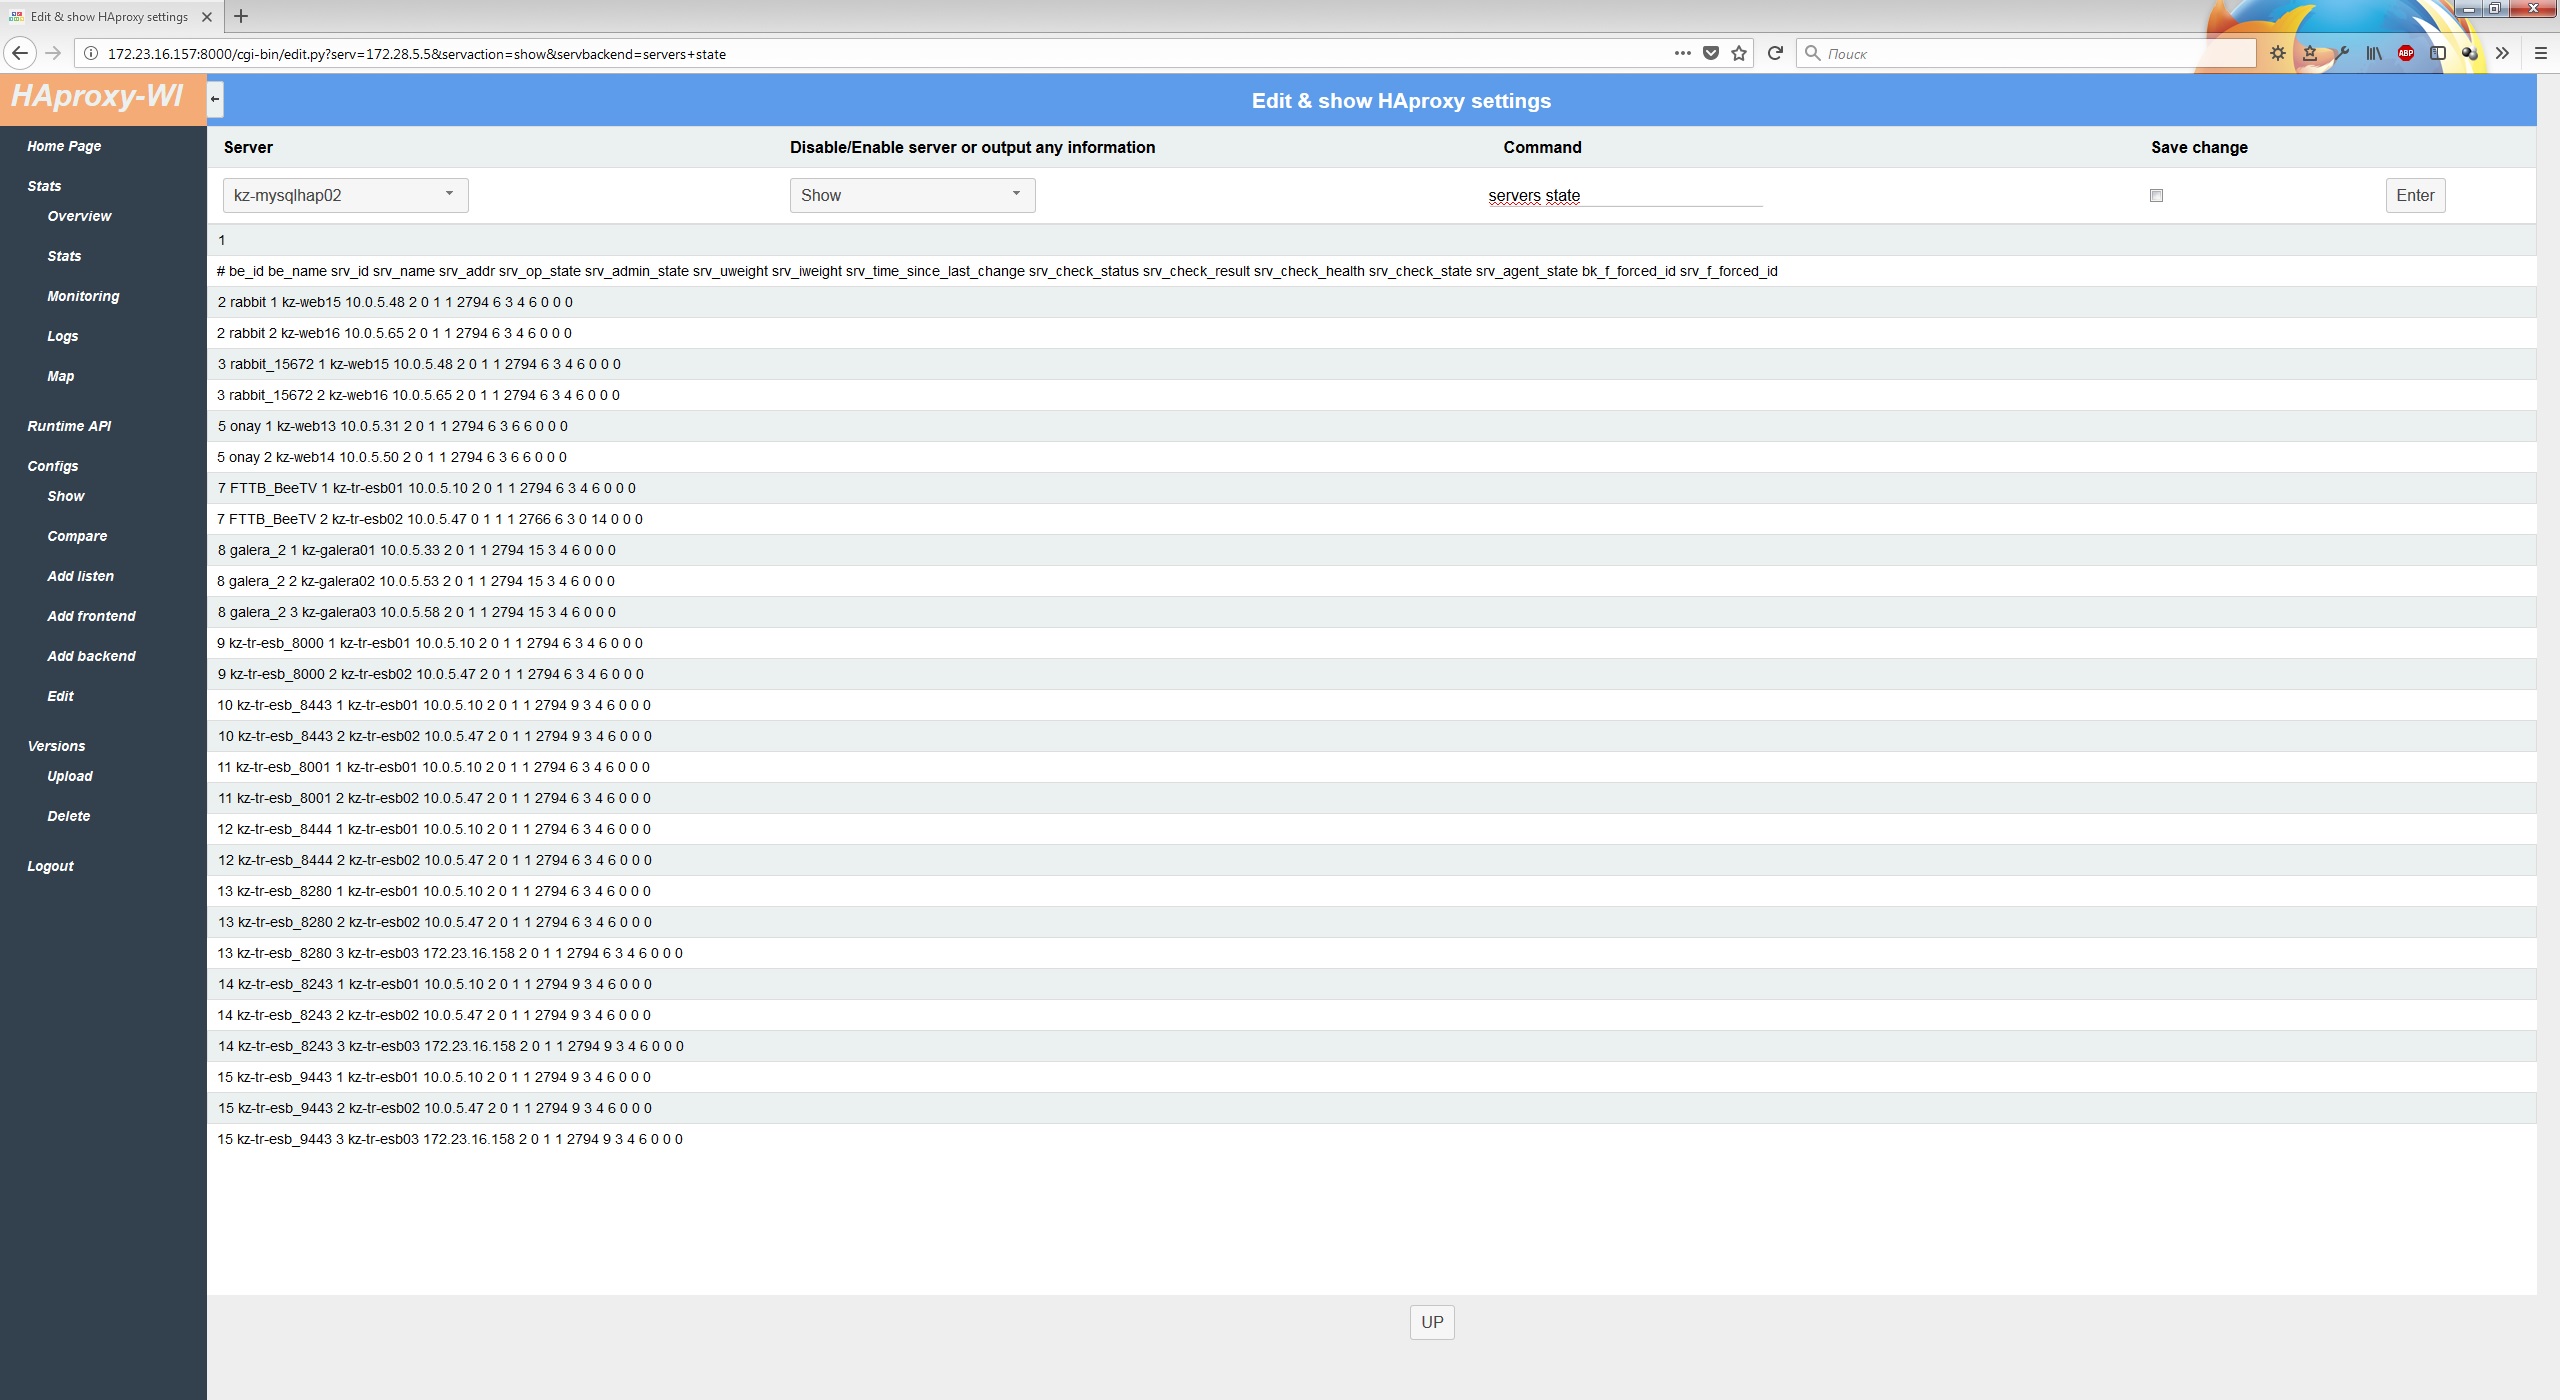 Edit & show HAproxy settings
172.23.16.157:8000/cgi-bin/edit.py?serv=172.28.5.5&servaction=show&servbackend=servers+state
Поиск
ABP
HAproxy-WI
Edit & show HAproxy settings
Home Page
Stats
Overview
Stats
Monitoring
Logs
Map
Runtime API
Configs
Show
Compare
Add listen
Add frontend
Add backend
Edit
Versions
Upload
Delete
Logout
Server Disable/Enable server or output any information Command Save change
kz-mysqlhap02 Show servers state Enter
1
# be_id be_name srv_id srv_name srv_addr srv_op_state srv_admin_state srv_uweight srv_iweight srv_time_since_last_change srv_check_status srv_check_result srv_check_health srv_check_state srv_agent_state bk_f_forced_id srv_f_forced_id
2 rabbit 1 kz-web15 10.0.5.48 2 0 1 1 2794 6 3 4 6 0 0 0
2 rabbit 2 kz-web16 10.0.5.65 2 0 1 1 2794 6 3 4 6 0 0 0
3 rabbit_15672 1 kz-web15 10.0.5.48 2 0 1 1 2794 6 3 4 6 0 0 0
3 rabbit_15672 2 kz-web16 10.0.5.65 2 0 1 1 2794 6 3 4 6 0 0 0
5 onay 1 kz-web13 10.0.5.31 2 0 1 1 2794 6 3 6 6 0 0 0
5 onay 2 kz-web14 10.0.5.50 2 0 1 1 2794 6 3 6 6 0 0 0
7 FTTB_BeeTV 1 kz-tr-esb01 10.0.5.10 2 0 1 1 2794 6 3 4 6 0 0 0
7 FTTB_BeeTV 2 kz-tr-esb02 10.0.5.47 0 1 1 1 2766 6 3 0 14 0 0 0
8 galera_2 1 kz-galera01 10.0.5.33 2 0 1 1 2794 15 3 4 6 0 0 0
8 galera_2 2 kz-galera02 10.0.5.53 2 0 1 1 2794 15 3 4 6 0 0 0
8 galera_2 3 kz-galera03 10.0.5.58 2 0 1 1 2794 15 3 4 6 0 0 0
9 kz-tr-esb_8000 1 kz-tr-esb01 10.0.5.10 2 0 1 1 2794 6 3 4 6 0 0 0
9 kz-tr-esb_8000 2 kz-tr-esb02 10.0.5.47 2 0 1 1 2794 6 3 4 6 0 0 0
10 kz-tr-esb_8443 1 kz-tr-esb01 10.0.5.10 2 0 1 1 2794 9 3 4 6 0 0 0
10 kz-tr-esb_8443 2 kz-tr-esb02 10.0.5.47 2 0 1 1 2794 9 3 4 6 0 0 0
11 kz-tr-esb_8001 1 kz-tr-esb01 10.0.5.10 2 0 1 1 2794 6 3 4 6 0 0 0
11 kz-tr-esb_8001 2 kz-tr-esb02 10.0.5.47 2 0 1 1 2794 6 3 4 6 0 0 0
12 kz-tr-esb_8444 1 kz-tr-esb01 10.0.5.10 2 0 1 1 2794 6 3 4 6 0 0 0
12 kz-tr-esb_8444 2 kz-tr-esb02 10.0.5.47 2 0 1 1 2794 6 3 4 6 0 0 0
13 kz-tr-esb_8280 1 kz-tr-esb01 10.0.5.10 2 0 1 1 2794 6 3 4 6 0 0 0
13 kz-tr-esb_8280 2 kz-tr-esb02 10.0.5.47 2 0 1 1 2794 6 3 4 6 0 0 0
13 kz-tr-esb_8280 3 kz-tr-esb03 172.23.16.158 2 0 1 1 2794 6 3 4 6 0 0 0
14 kz-tr-esb_8243 1 kz-tr-esb01 10.0.5.10 2 0 1 1 2794 9 3 4 6 0 0 0
14 kz-tr-esb_8243 2 kz-tr-esb02 10.0.5.47 2 0 1 1 2794 9 3 4 6 0 0 0
14 kz-tr-esb_8243 3 kz-tr-esb03 172.23.16.158 2 0 1 1 2794 9 3 4 6 0 0 0
15 kz-tr-esb_9443 1 kz-tr-esb01 10.0.5.10 2 0 1 1 2794 9 3 4 6 0 0 0
15 kz-tr-esb_9443 2 kz-tr-esb02 10.0.5.47 2 0 1 1 2794 9 3 4 6 0 0 0
15 kz-tr-esb_9443 3 kz-tr-esb03 172.23.16.158 2 0 1 1 2794 9 3 4 6 0 0 0
UP